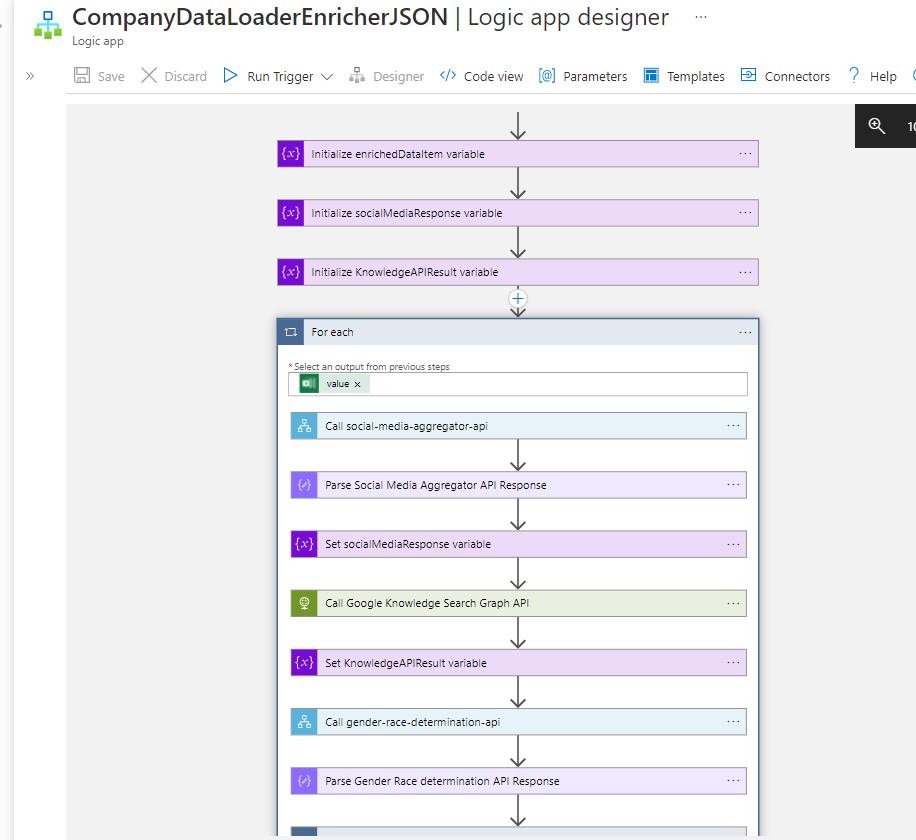 CompanyDataLoaderEnricherJSON | Logic app designer ...
Logic app
» Save Discard Run Trigger Designer </> Code view [@] Parameters Templates Connectors ? Help
10
{x} Initialize enrichedDataItem variable ...
{x} Initialize socialMediaResponse variable ...
{x} Initialize KnowledgeAPIResult variable ...
+
For each ...
* Select an output from previous steps
value x
Call social-media-aggregator-api ...
Parse Social Media Aggregator API Response ...
{x} Set socialMediaResponse variable ...
Call Google Knowledge Search Graph API ...
{x} Set KnowledgeAPIResult variable ...
Call gender-race-determination-api ...
Parse Gender Race determination API Response ...